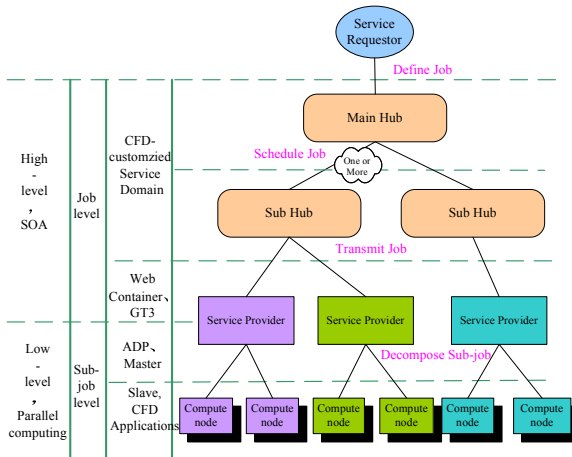 Service
Requestor
Define Job
Main Hub
CFD-
customzied
Service
Domain
High
-
level
,
SOA
Job
level
Schedule Job
One or
More
Sub Hub
Sub Hub
Transmit Job
Web
Container、
GT3
Service Provider
Service Provider
Service Provider
Low
-
level
,
Parallel
computing
Sub-
job
level
ADP、
Master
Decompose Sub-job
Slave,
CFD
Applications
Compute
node
Compute
node
Compute
node
Compute
node
Compute
node
Compute
node